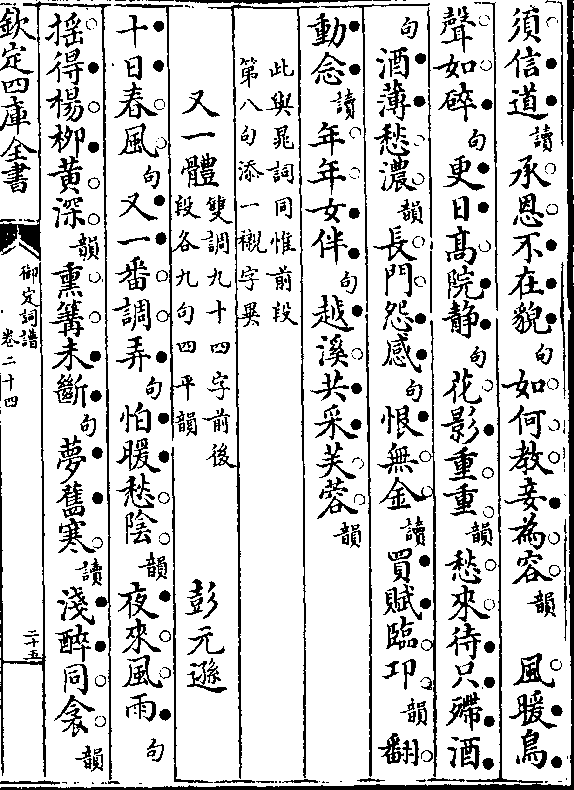 須信道讀承恩不在貌句如何教妾為容韻　風暖鳥
聲如碎句更日髙院静句花影重重韻愁來待只殢酒
句酒薄愁濃韻長門怨感句恨無金讀買賦臨卭韻翻
動念讀年年女伴句越溪共采芙蓉韻
此與晁詞同惟前段
第八句添一襯字異
又一體　雙調九十四字前後
段各九句四平韻　彭元遜
十日春風句又一番調弄句怕暖愁陰韻夜來風雨句
揺得楊栁黄深韻熏篝未斷句夢舊寒讀淺醉同衾韻
欽定四庫全書
御定詞譜
卷二十四
二十五